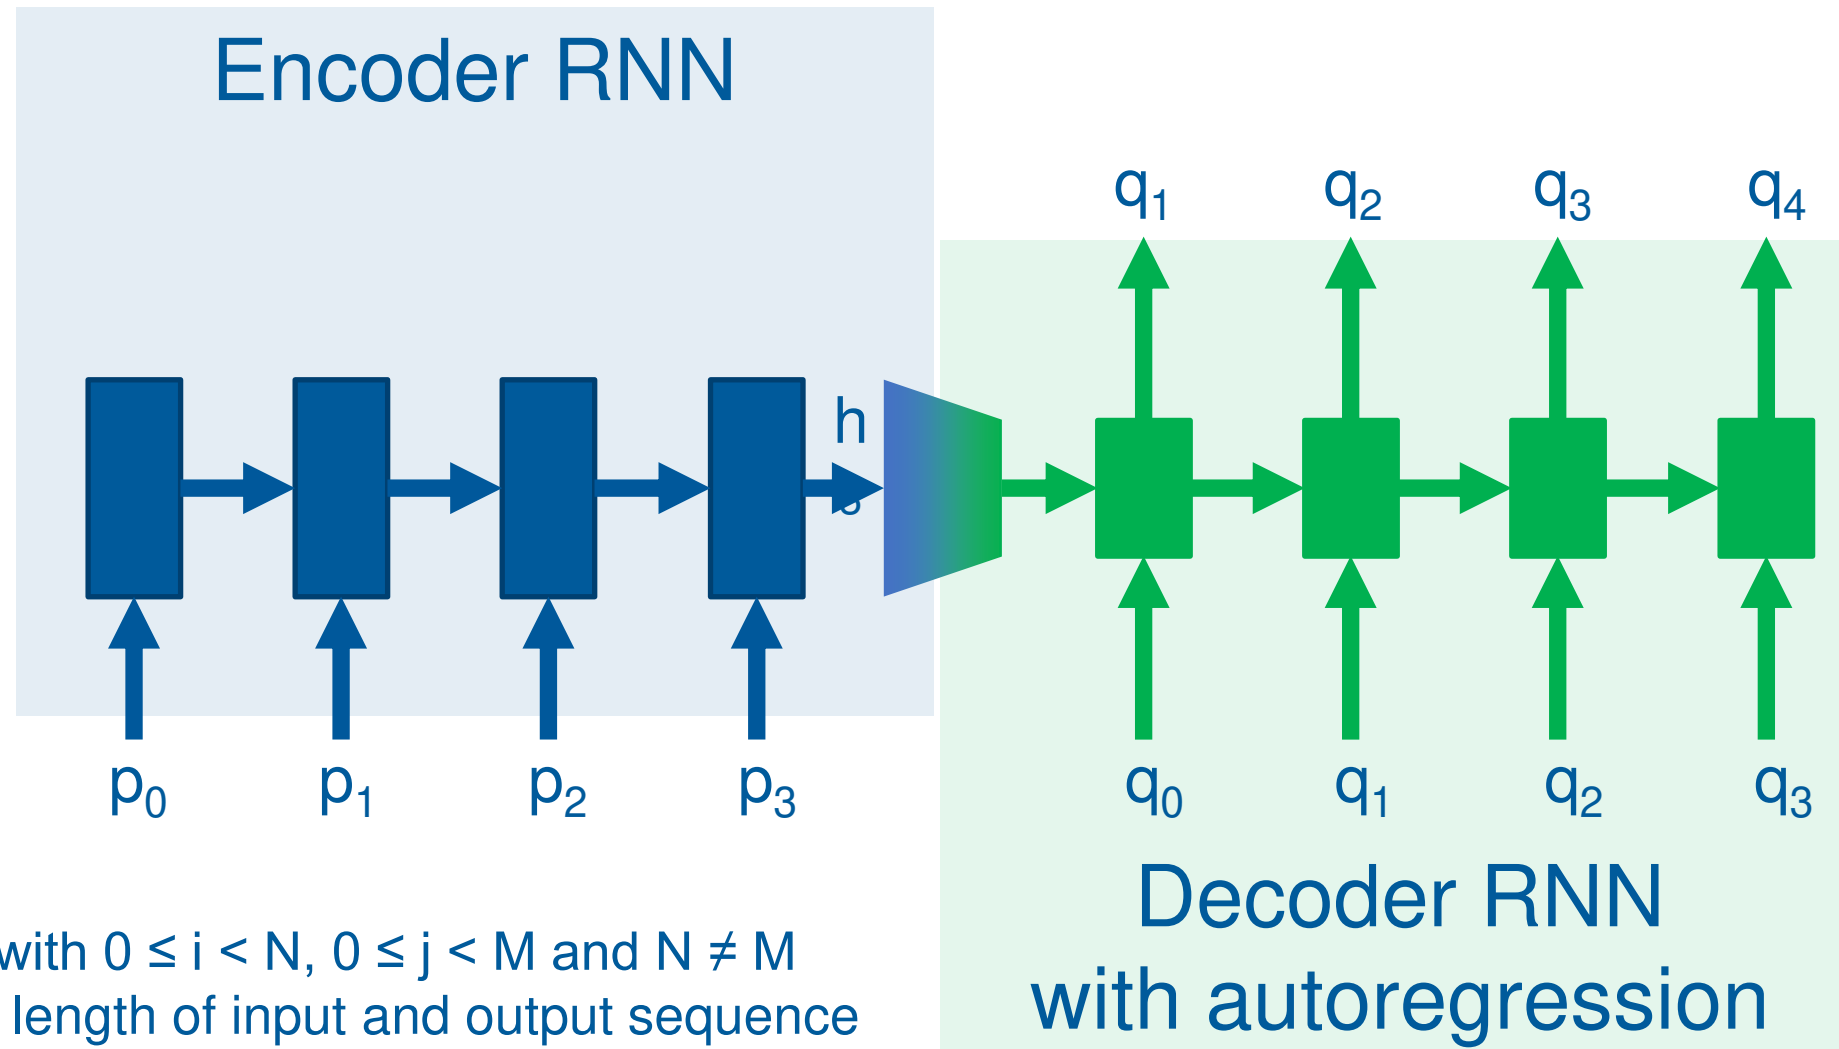 Encoder RNN
q₁ q₂ q₃ q₄
h
p₀ p₁ p₂ p₃
q₀ q₁ q₂ q₃
Decoder RNN
with autoregression
with 0 ≤ i < N, 0 ≤ j < M and N ≠ M
length of input and output sequence